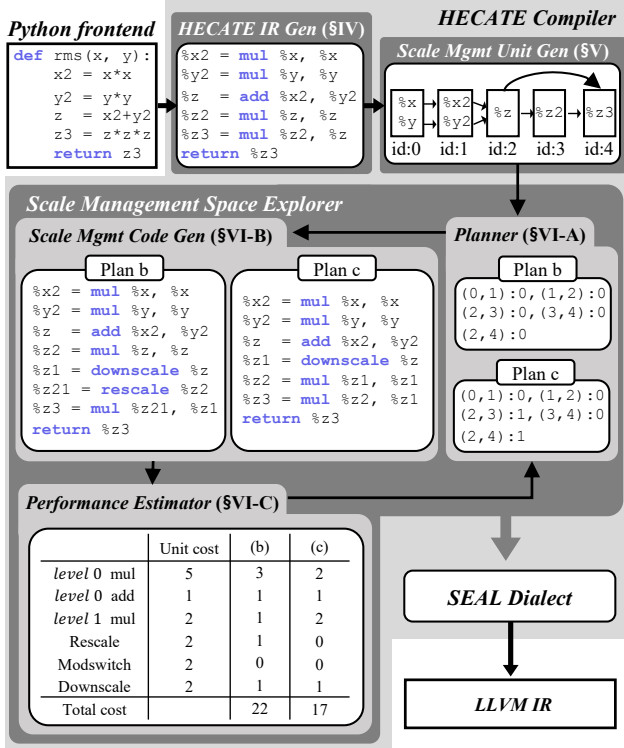 HECATE Compiler
Python frontend
def rms(x, y):
x2 = x*x
y2 = y*y
z = x2+y2
z3 = z*z*z
return z3
HECATE IR Gen (§IV)
%x2 = mul %x, %x
%y2 = mul %y, %y
%z = add %x2, %y2
%z2 = mul %z, %z
%z3 = mul %z2, %z
return %z3
Scale Mgmt Unit Gen (§V)
%x %x2 %z %z2 %z3
%y %y2
id:0 id:1 id:2 id:3 id:4
Scale Management Space Explorer
Scale Mgmt Code Gen (§VI-B)
Plan b
%x2 = mul %x, %x
%y2 = mul %y, %y
%z = add %x2, %y2
%z2 = mul %z, %z
%z1 = downscale %z
%z21 = rescale %z2
%z3 = mul %z21, %z1
return %z3
Plan c
%x2 = mul %x, %x
%y2 = mul %y, %y
%z = add %x2, %y2
%z1 = downscale %z
%z2 = mul %z1, %z1
%z3 = mul %z2, %z1
return %z3
Planner (§VI-A)
Plan b
(0,1):0,(1,2):0
(2,3):0,(3,4):0
(2,4):0
Plan c
(0,1):0,(1,2):0
(2,3):1,(3,4):0
(2,4):1
Performance Estimator (§VI-C)
Unit cost (b) (c)
level 0 mul 5 3 2
level 0 add 1 1 1
level 1 mul 2 1 2
Rescale 2 1 0
Modswitch 2 0 0
Downscale 2 1 1
Total cost 22 17
SEAL Dialect
LLVM IR